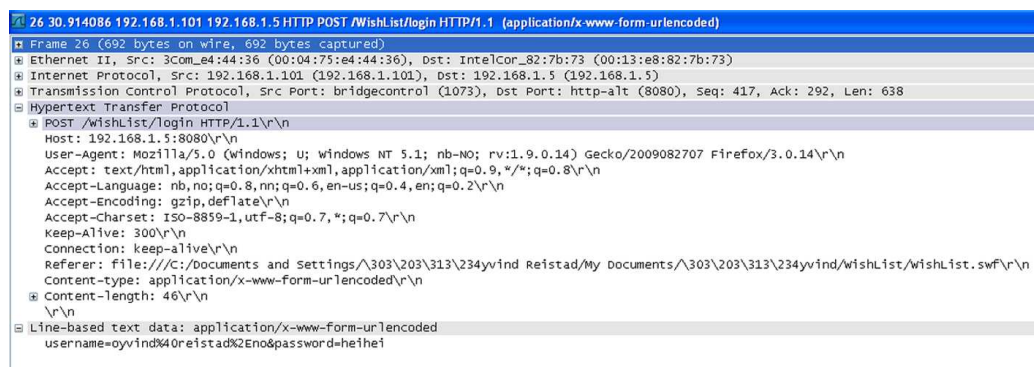 26 30.914086 192.168.1.101 192.168.1.5 HTTP POST /WishList/login HTTP/1.1 (application/x-www-form-urlencoded)
Frame 26 (692 bytes on wire, 692 bytes captured)
Ethernet II, Src: 3Com_e4:44:36 (00:04:75:e4:44:36), Dst: IntelCor_82:7b:73 (00:13:e8:82:7b:73)
Internet Protocol, Src: 192.168.1.101 (192.168.1.101), Dst: 192.168.1.5 (192.168.1.5)
Transmission Control Protocol, Src Port: bridgecontrol (1073), Dst Port: http-alt (8080), Seq: 417, Ack: 292, Len: 638
Hypertext Transfer Protocol
POST /WishList/login HTTP/1.1\r\n
Host: 192.168.1.5:8080\r\n
User-Agent: Mozilla/5.0 (Windows; U; Windows NT 5.1; nb-NO; rv:1.9.0.14) Gecko/2009082707 Firefox/3.0.14\r\n
Accept: text/html,application/xhtml+xml,application/xml;q=0.9,*/*;q=0.8\r\n
Accept-Language: nb,no;q=0.8,nn;q=0.6,en-us;q=0.4,en;q=0.2\r\n
Accept-Encoding: gzip,deflate\r\n
Accept-Charset: ISO-8859-1,utf-8;q=0.7,*;q=0.7\r\n
Keep-Alive: 300\r\n
Connection: keep-alive\r\n
Referer: file:///C:/Documents and Settings/\303\203\313\234yvind Reistad/My Documents/\303\203\313\234yvind/WishList/WishList.swf\r\n
Content-type: application/x-www-form-urlencoded\r\n
Content-length: 46\r\n
\r\n
Line-based text data: application/x-www-form-urlencoded
username=oyvind%40reistad%2Eno&password=heihei